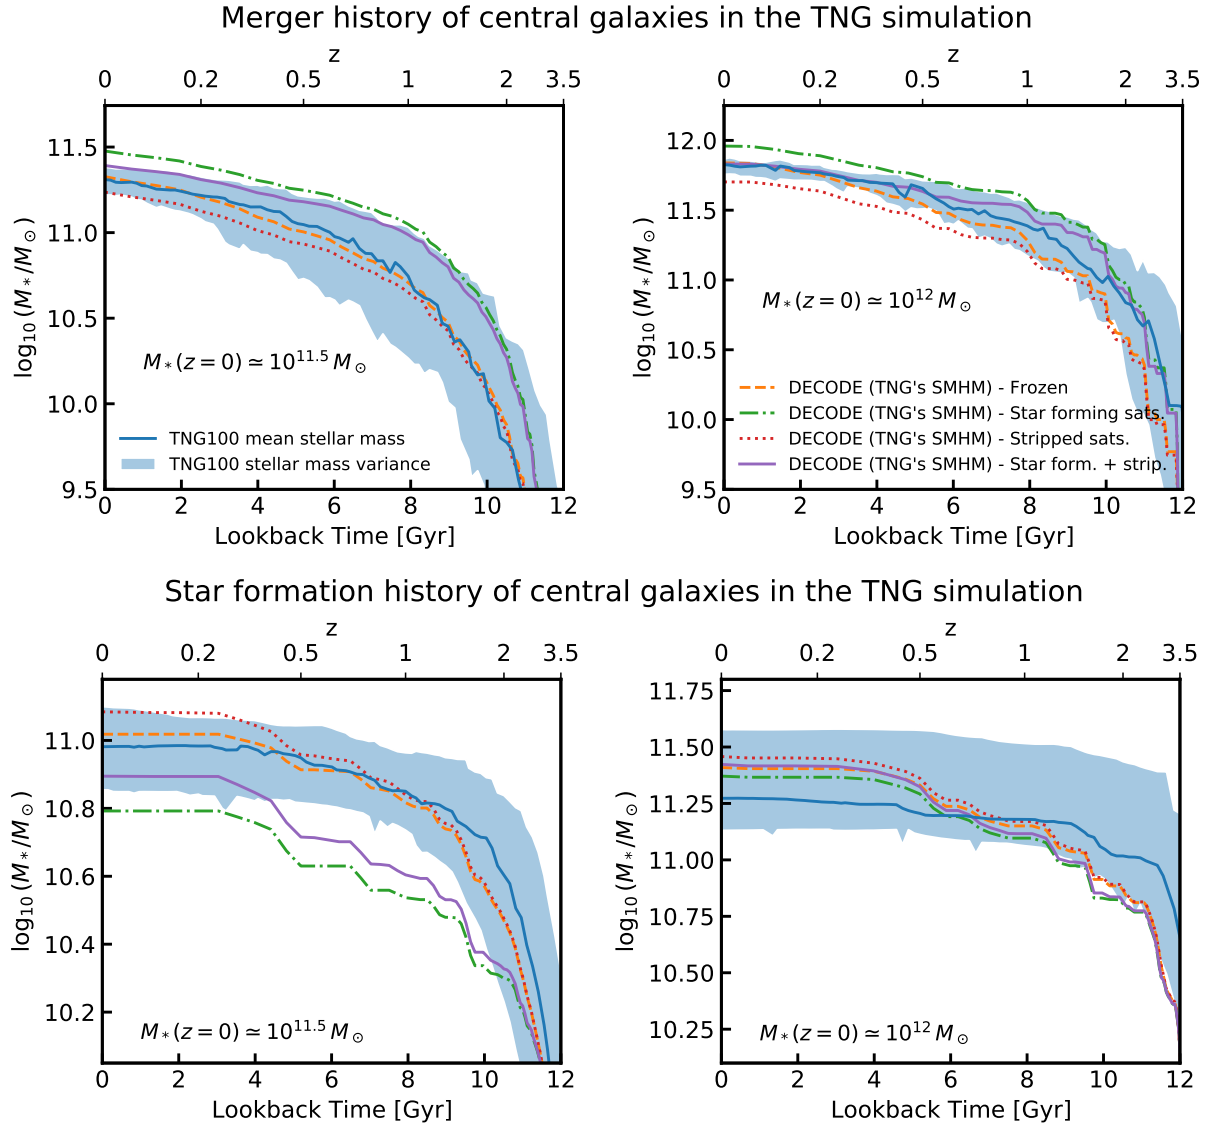 Merger history of central galaxies in the TNG simulation
z
z
0 0.2 0.5 1 2 3.5
0 0.2 0.5 1 2 3.5
11.5
11.0
10.5
10.0
9.5
log₁₀(M*/M⊙)
M*(z = 0) ≃ 10^11.5 M⊙
TNG100 mean stellar mass
TNG100 stellar mass variance
0 2 4 6 8 10 12
Lookback Time [Gyr]
12.0
11.5
11.0
10.5
10.0
9.5
log₁₀(M*/M⊙)
M*(z = 0) ≃ 10^12 M⊙
DECODE (TNG's SMHM) - Frozen
DECODE (TNG's SMHM) - Star forming sats.
DECODE (TNG's SMHM) - Stripped sats.
DECODE (TNG's SMHM) - Star form. + strip.
0 2 4 6 8 10 12
Lookback Time [Gyr]
Star formation history of central galaxies in the TNG simulation
z
z
0 0.2 0.5 1 2 3.5
0 0.2 0.5 1 2 3.5
11.0
10.8
10.6
10.4
10.2
log₁₀(M*/M⊙)
M*(z = 0) ≃ 10^11.5 M⊙
0 2 4 6 8 10 12
Lookback Time [Gyr]
11.75
11.50
11.25
11.00
10.75
10.50
10.25
log₁₀(M*/M⊙)
M*(z = 0) ≃ 10^12 M⊙
0 2 4 6 8 10 12
Lookback Time [Gyr]